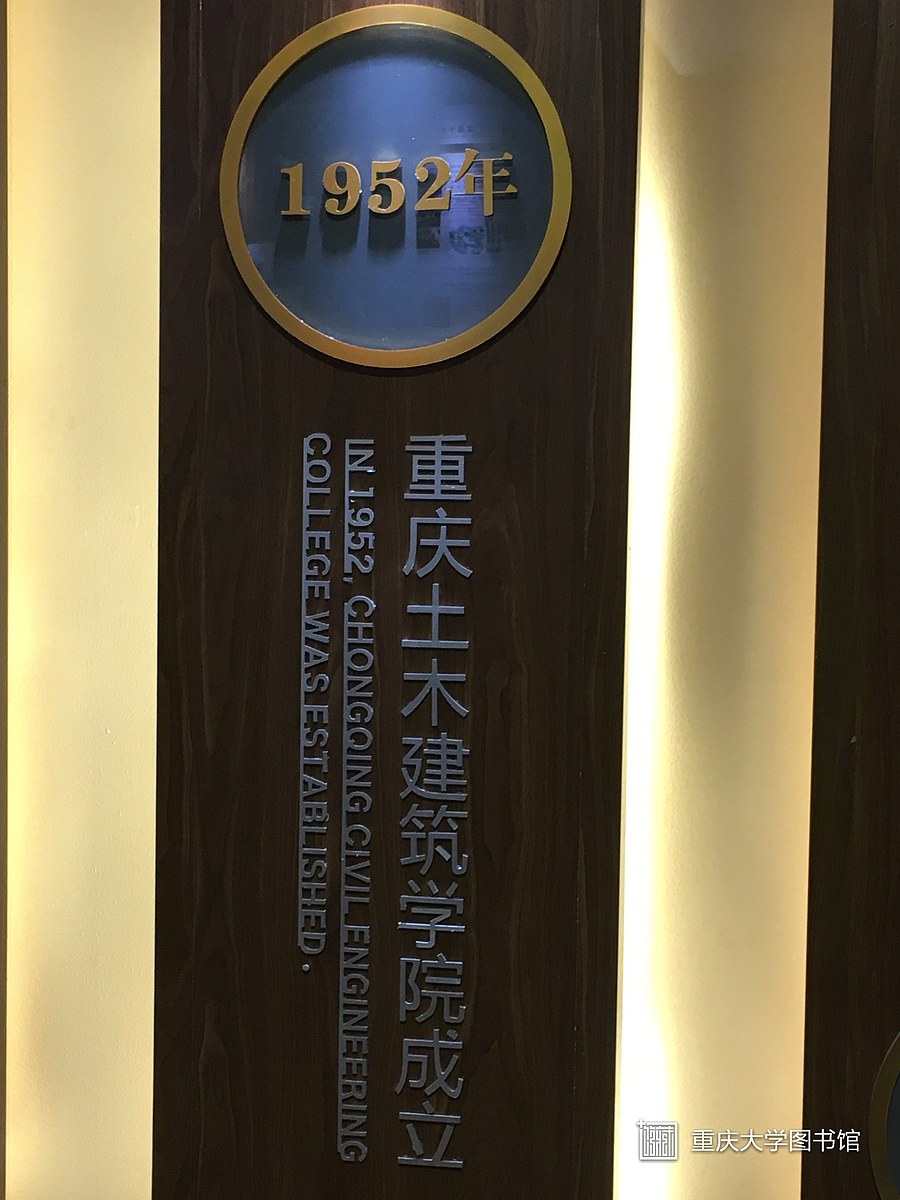 1952年
重庆土木建筑学院成立
IN 1952, CHONGQING CIVIL ENGINEERING
COLLEGE WAS ESTABLISHED.
重庆大学图书馆